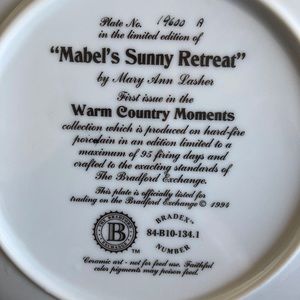 Plate No. 19600 A
in the limited edition of
"Mabel's Sunny Retreat"
by Mary Ann Lasher
First issue in the
Warm Country Moments
collection which is produced on hard-fire
porcelain in an edition limited to a
maximum of 95 firing days and
crafted to the exacting standards of
The Bradford Exchange.
This plate is officially listed for
trading on the Bradford Exchange © 1994
B
™
BRADEX®
84-B10-134.1
NUMBER
Ceramic art - not for food use. Faithful
color pigments may poison food.